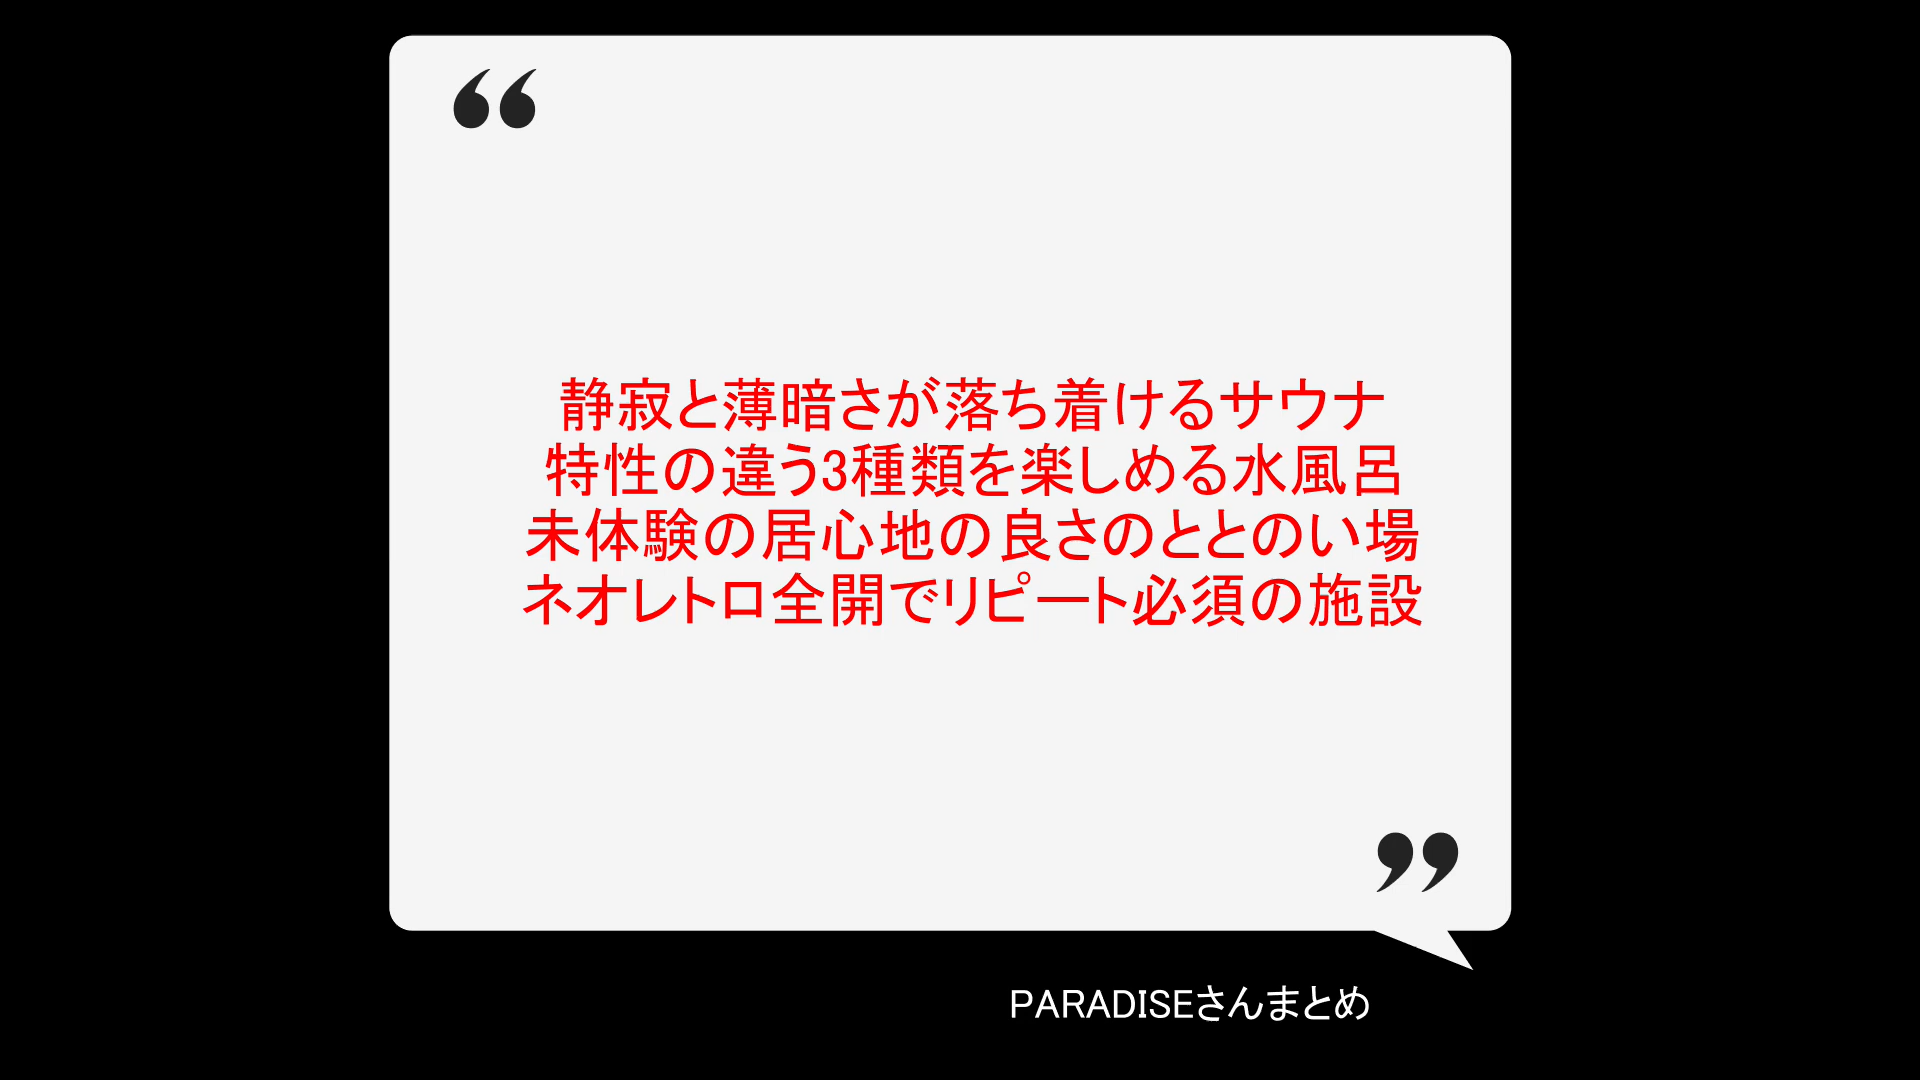 “
静寂と薄暗さが落ち着けるサウナ
特性の違う3種類を楽しめる水風呂
未体験の居心地の良さのととのい場
ネオレトロ全開でリピート必須の施設
”
PARADISEさんまとめ